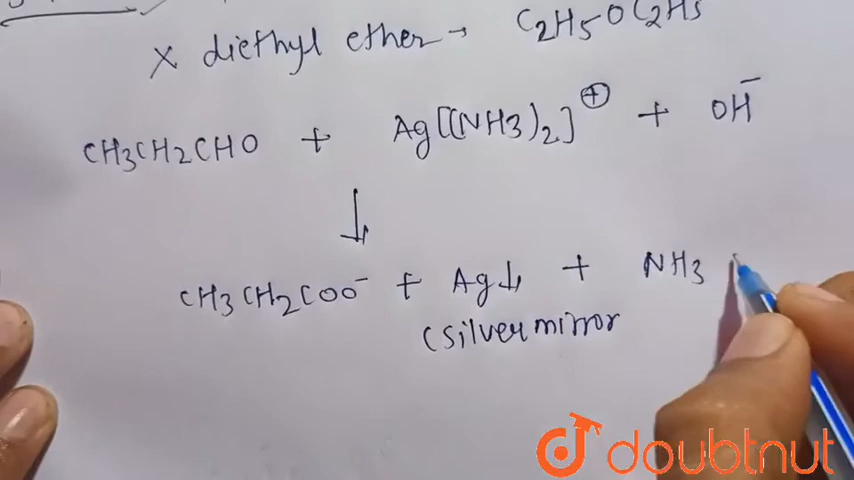 X diethyl ether → C2H5OC2H5
CH3CH2CHO + Ag[(NH3)2]⊕ + OH⁻
↓
CH3CH2COO⁻ + Ag↓ + NH3
(silver mirror
doubtnut